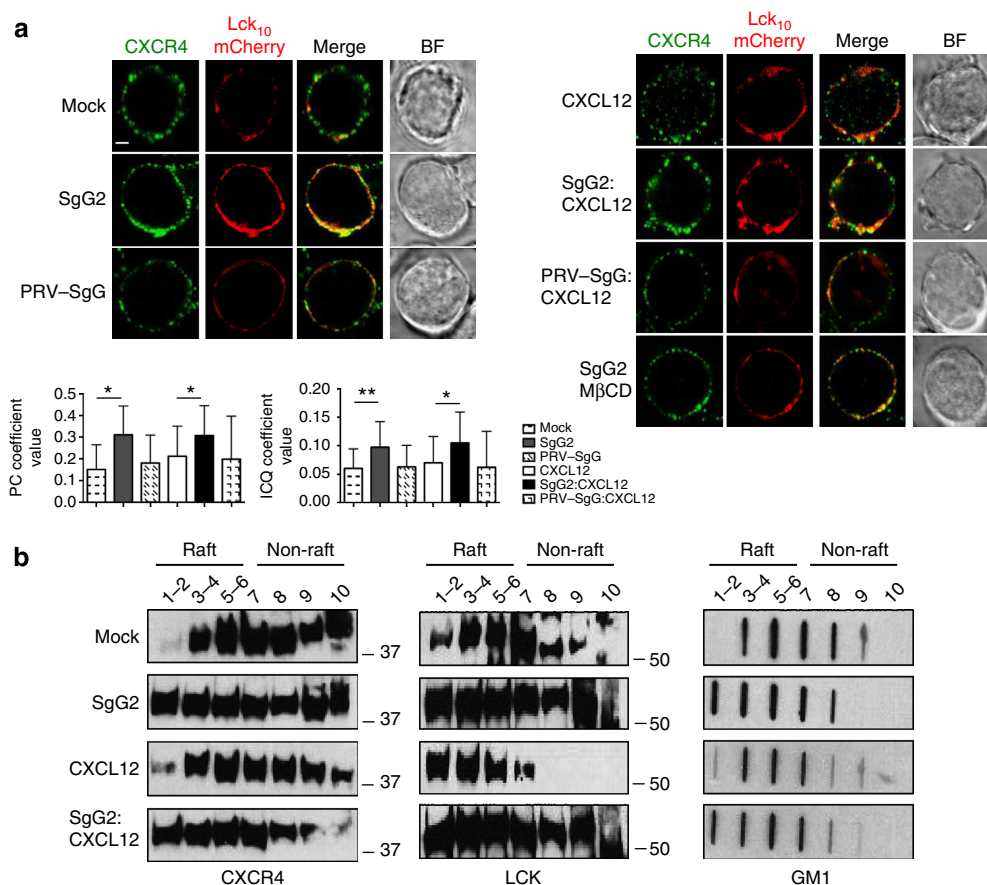 a
CXCR4
Lck10
mCherry
Merge
BF
Mock
SgG2
PRV–SgG
CXCR4
Lck10
mCherry
Merge
BF
CXCL12
SgG2:
CXCL12
PRV–SgG:
CXCL12
SgG2
MβCD
PC coefficient
value
0.5
0.4
0.3
0.2
0.1
0.0
*
*
ICQ coefficient
value
0.20
0.15
0.10
0.05
0.00
**
*
Mock
SgG2
PRV–SgG
CXCL12
SgG2:CXCL12
PRV–SgG:CXCL12
b
Raft
Non-raft
1–2 3–4 5–6 7 8 9 10
Raft
Non-raft
1–2 3–4 5–6 7 8 9 10
Raft
Non-raft
1–2 3–4 5–6 7 8 9 10
Mock
– 37
– 50
SgG2
– 37
– 50
CXCL12
– 37
– 50
SgG2:
CXCL12
– 37
– 50
CXCR4
LCK
GM1